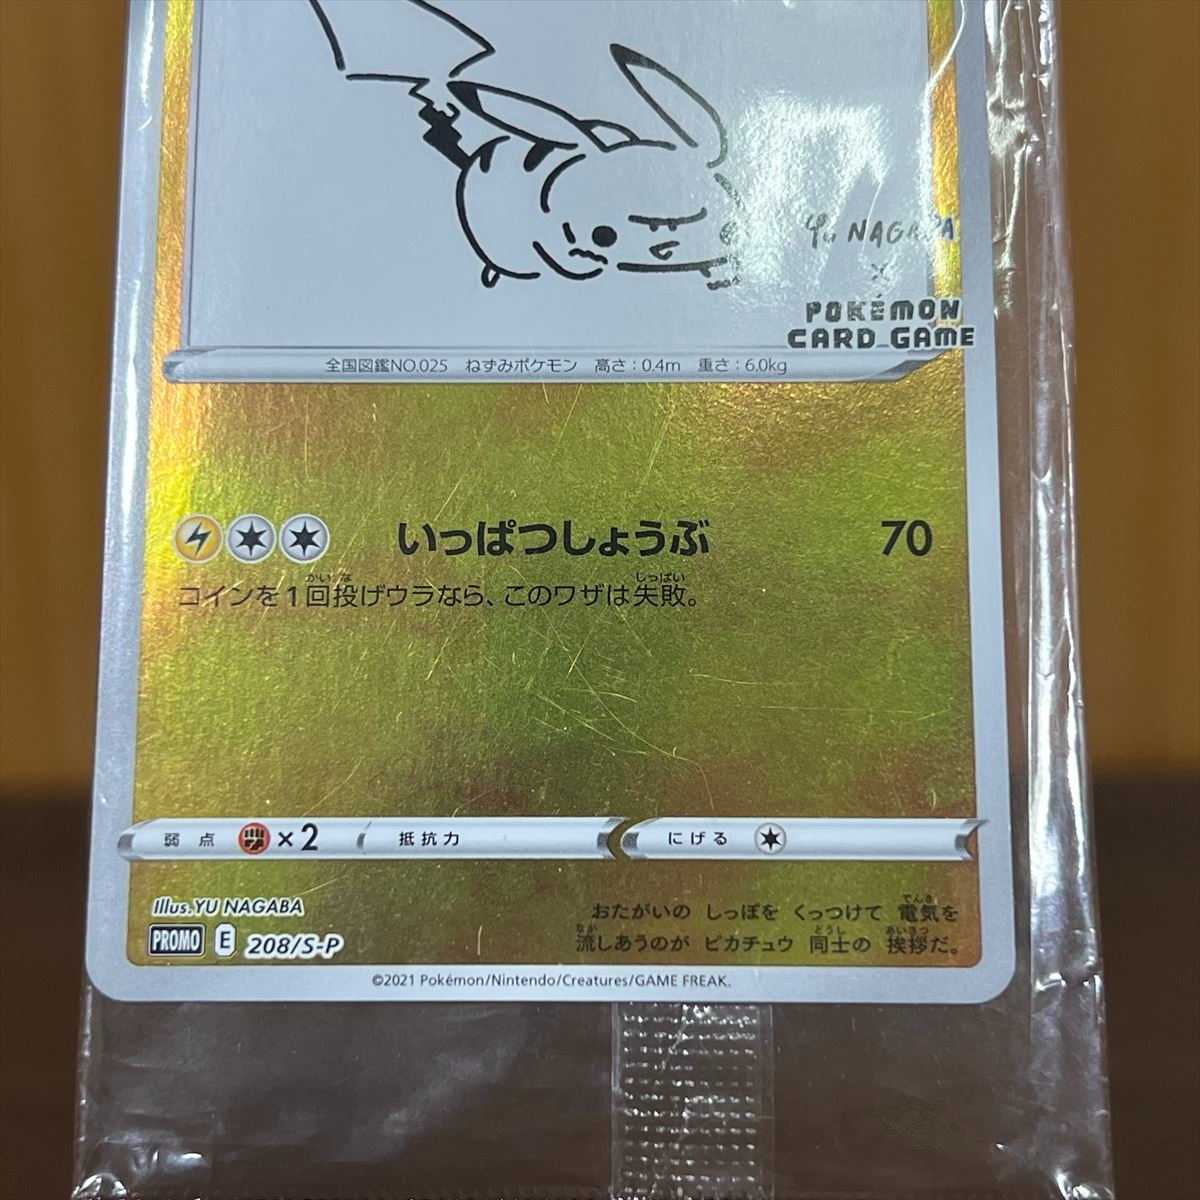 Yu NAGABA
×
POKÉMON
CARD GAME
全国図鑑NO.025 ねずみポケモン 高さ:0.4m 重さ:6.0kg
いっぱつしょうぶ 70
コインを1回投げウラなら、このワザは失敗。
弱点 ×2 抵抗力 にげる
Illus.YU NAGABA
PROMO E 208/S-P
おたがいの しっぽを くっつけて 電気を
流しあうのが ピカチュウ 同士の 挨拶だ。
©2021 Pokémon/Nintendo/Creatures/GAME FREAK.